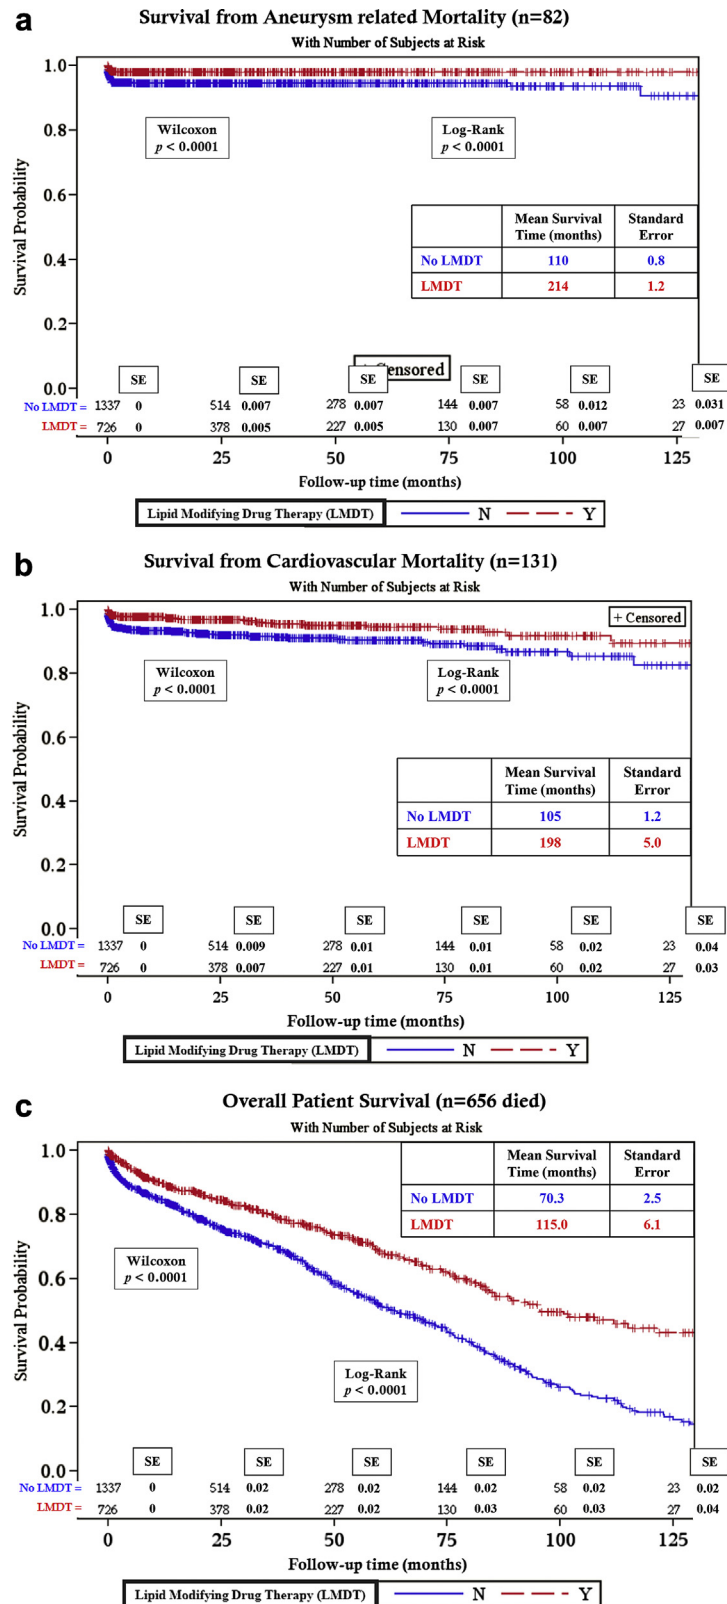 a
Survival from Aneurysm related Mortality (n=82)
With Number of Subjects at Risk
1.0
Wilcoxon
p < 0.0001
Log-Rank
p < 0.0001
0.8
0.6
Mean Survival Time (months) Standard Error
No LMDT 110 0.8
LMDT 214 1.2
0.4
0.2
0.0
Survival Probability
Censored
SE SE SE SE SE SE
No LMDT = 1337 0 514 0.007 278 0.007 144 0.007 58 0.012 23 0.031
LMDT = 726 0 378 0.005 227 0.005 130 0.007 60 0.007 27 0.007
0 25 50 75 100 125
Follow-up time (months)
Lipid Modifying Drug Therapy (LMDT) N Y
b
Survival from Cardiovascular Mortality (n=131)
With Number of Subjects at Risk
1.0
+ Censored
Wilcoxon
p < 0.0001
Log-Rank
p < 0.0001
0.8
0.6
Mean Survival Time (months) Standard Error
No LMDT 105 1.2
LMDT 198 5.0
0.4
0.2
0.0
Survival Probability
SE SE SE SE SE SE
No LMDT = 1337 0 514 0.009 278 0.01 144 0.01 58 0.02 23 0.04
LMDT = 726 0 378 0.007 227 0.01 130 0.01 60 0.02 27 0.03
0 25 50 75 100 125
Follow-up time (months)
Lipid Modifying Drug Therapy (LMDT) N Y
c
Overall Patient Survival (n=656 died)
With Number of Subjects at Risk
1.0
Mean Survival Time (months) Standard Error
No LMDT 70.3 2.5
LMDT 115.0 6.1
0.8
Wilcoxon
p < 0.0001
0.6
0.4
Log-Rank
p < 0.0001
0.2
0.0
Survival Probability
SE SE SE SE SE SE
No LMDT = 1337 0 514 0.02 278 0.02 144 0.02 58 0.02 23 0.02
LMDT = 726 0 378 0.02 227 0.02 130 0.03 60 0.03 27 0.04
0 25 50 75 100 125
Follow-up time (months)
Lipid Modifying Drug Therapy (LMDT) N Y